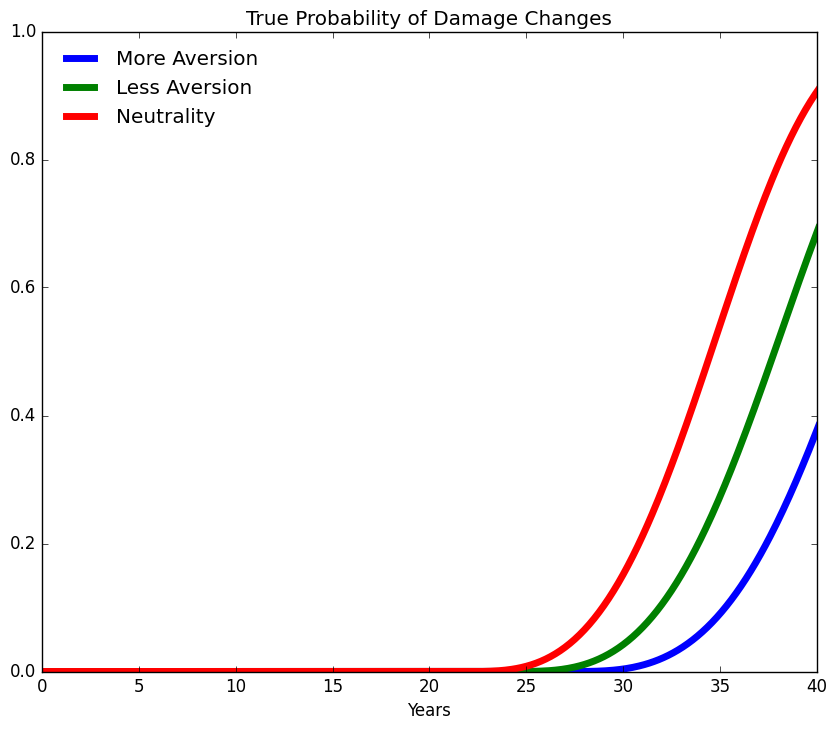 True Probability of Damage Changes
1.0
0.8
0.6
0.4
0.2
0.0
More Aversion
Less Aversion
Neutrality
0 5 10 15 20 25 30 35 40
Years